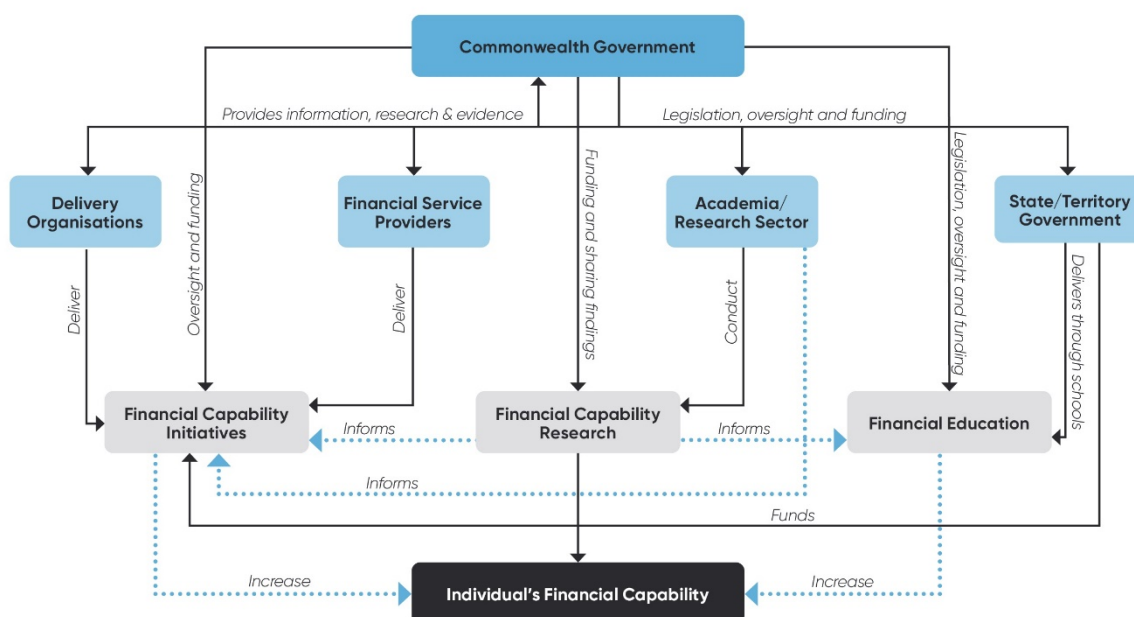 Commonwealth Government
Provides information, research & evidence
Legislation, oversight and funding
Delivery
Organisations
Financial Service
Providers
Academia/
Research Sector
State/Territory
Government
Deliver
Oversight and funding
Deliver
Funding and sharing findings
Conduct
Legislation, oversight and funding
Delivers through schools
Financial Capability
Initiatives
Informs
Financial Capability
Research
Informs
Financial Education
Informs
Funds
Increase
Individual's Financial Capability
Increase